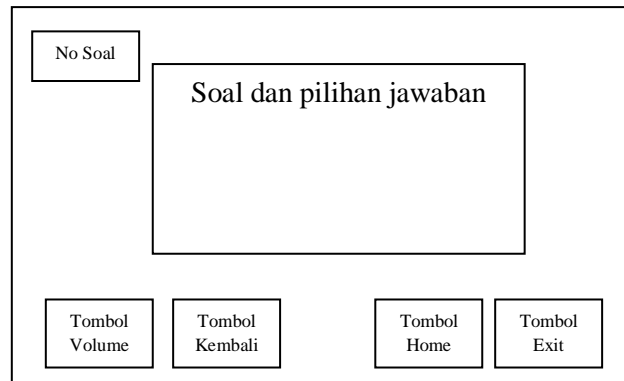 No Soal
Soal dan pilihan jawaban
Tombol
Volume
Tombol
Kembali
Tombol
Home
Tombol
Exit